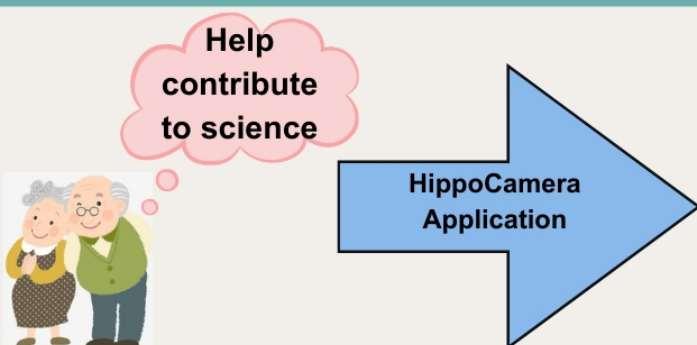 Help
contribute
to science
HippoCamera
Application